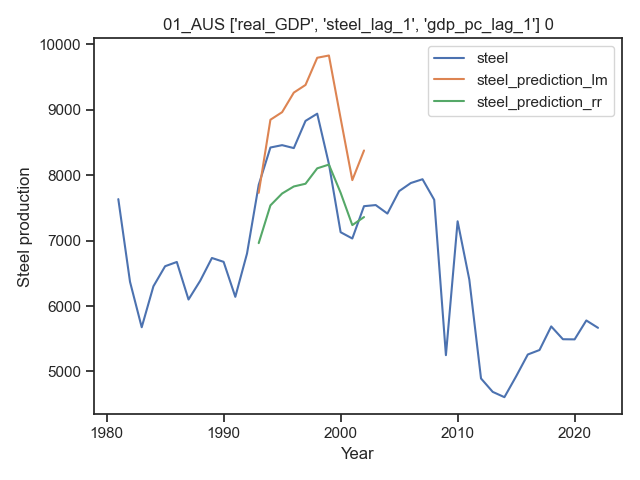 01_AUS ['real_GDP', 'steel_lag_1', 'gdp_pc_lag_1'] 0
10000
9000
8000
7000
6000
5000
Steel production
steel
steel_prediction_lm
steel_prediction_rr
1980
1990
2000
2010
2020
Year